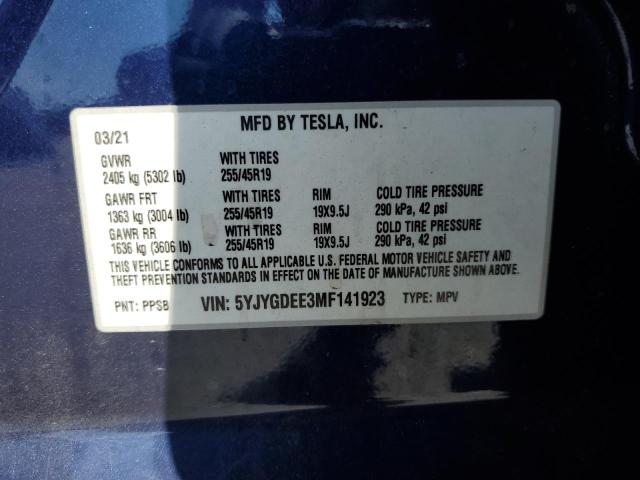 MFD BY TESLA, INC.
03/21
GVWR WITH TIRES
2405 kg (5302 lb) 255/45R19
GAWR FRT WITH TIRES RIM COLD TIRE PRESSURE
1363 kg (3004 lb) 255/45R19 19X9.5J 290 kPa, 42 psi
GAWR RR WITH TIRES RIM COLD TIRE PRESSURE
1636 kg (3606 lb) 255/45R19 19X9.5J 290 kPa, 42 psi
THIS VEHICLE CONFORMS TO ALL APPLICABLE U.S. FEDERAL MOTOR VEHICLE SAFETY AND
THEFT PREVENTION STANDARDS IN EFFECT ON THE DATE OF MANUFACTURE SHOWN ABOVE.
PNT: PPSB VIN: 5YJYGDEE3MF141923 TYPE: MPV